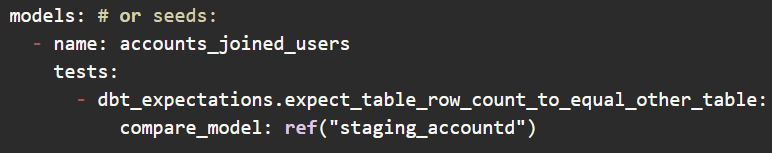 models: # or seeds:
  - name: accounts_joined_users
    tests:
      - dbt_expectations.expect_table_row_count_to_equal_other_table:
          compare_model: ref("staging_accountd")